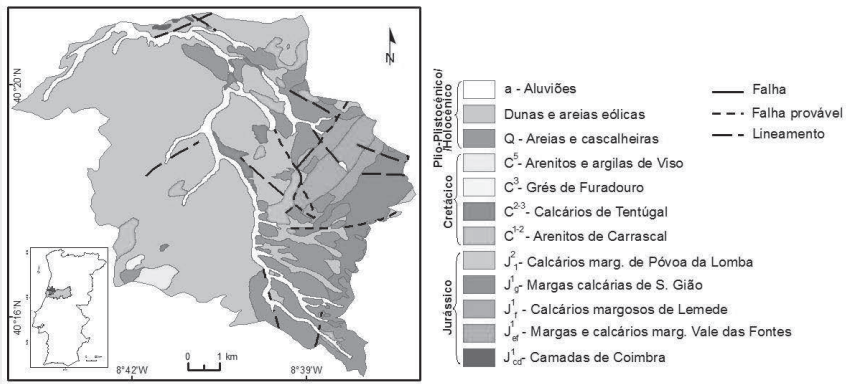 N
40°20'N
40°16'N
8°42'W
8°39'W
0 1 km
Plio-Plistocénico/
/Holocénico
a - Aluviões
Dunas e areias eólicas
Q - Areias e cascalheiras
Cretácico
C5- Arenitos e argilas de Viso
C3- Grés de Furadouro
C2-3- Calcários de Tentúgal
C1-2- Arenitos de Carrascal
Jurássico
J21- Calcários marg. de Póvoa da Lomba
J1g- Margas calcárias de S. Gião
J1f - Calcários margosos de Lemede
J1ef- Margas e calcários marg. Vale das Fontes
J1cd- Camadas de Coimbra
Falha
Falha provável
Lineamento